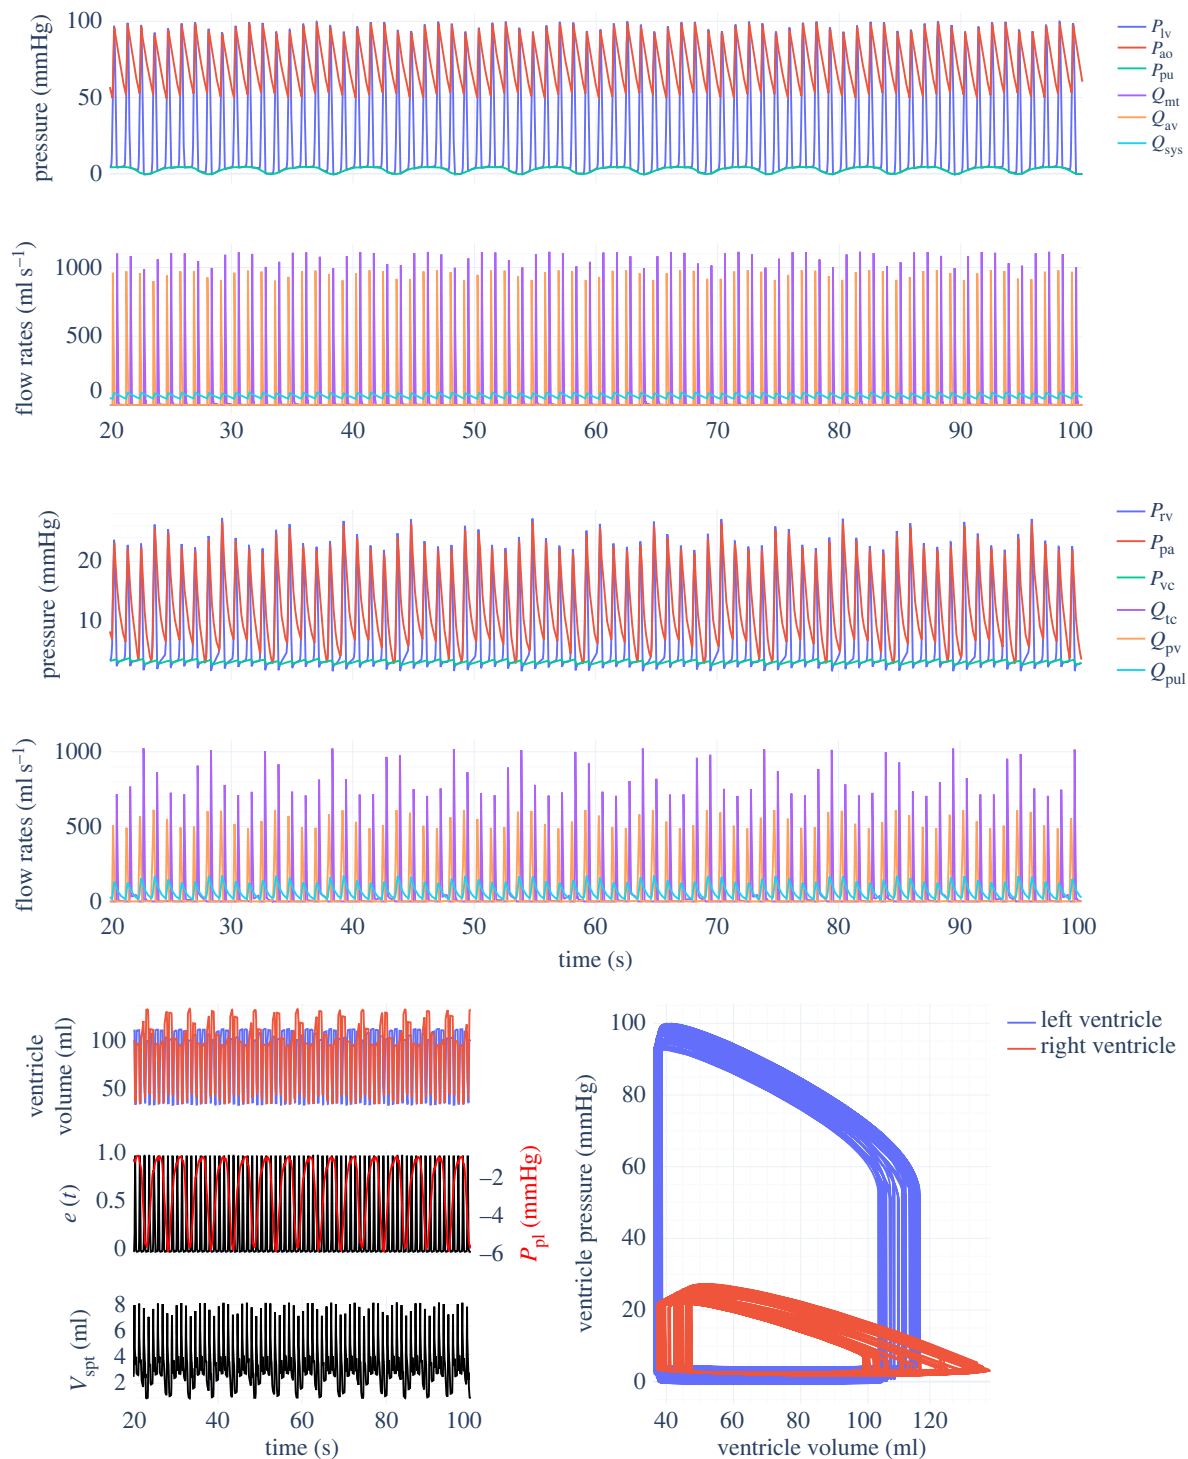 pressure (mmHg)
100
50
0
P_lv
P_ao
P_pu
Q_mt
Q_av
Q_sys
flow rates (ml s⁻¹)
1000
500
0
20 30 40 50 60 70 80 90 100
pressure (mmHg)
20
10
P_rv
P_pa
P_vc
Q_tc
Q_pv
Q_pul
flow rates (ml s⁻¹)
1000
500
0
20 30 40 50 60 70 80 90 100
time (s)
ventricle
volume (ml)
100
50
e (t)
1.0
0.5
0
–2
–4
–6
P_pl (mmHg)
V_spt (ml)
8
6
4
2
20 40 60 80 100
time (s)
ventricle pressure (mmHg)
100
80
60
40
20
0
40 60 80 100 120
ventricle volume (ml)
left ventricle
right ventricle